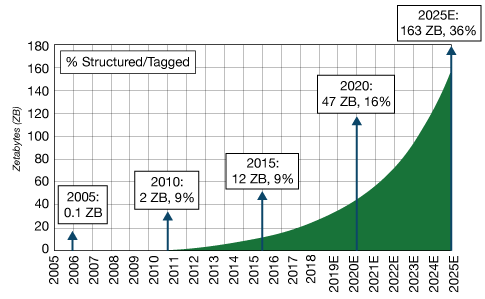 2025E:
163 ZB, 36%
180
% Structured/Tagged
160
2020:
47 ZB, 16%
140
120
100
2015:
12 ZB, 9%
80
2010:
2 ZB, 9%
60
2005:
0.1 ZB
40
20
0
Zetabytes (ZB)
2005
2006
2007
2008
2009
2010
2011
2012
2013
2014
2015
2016
2017
2018
2019E
2020E
2021E
2022E
2023E
2024E
2025E